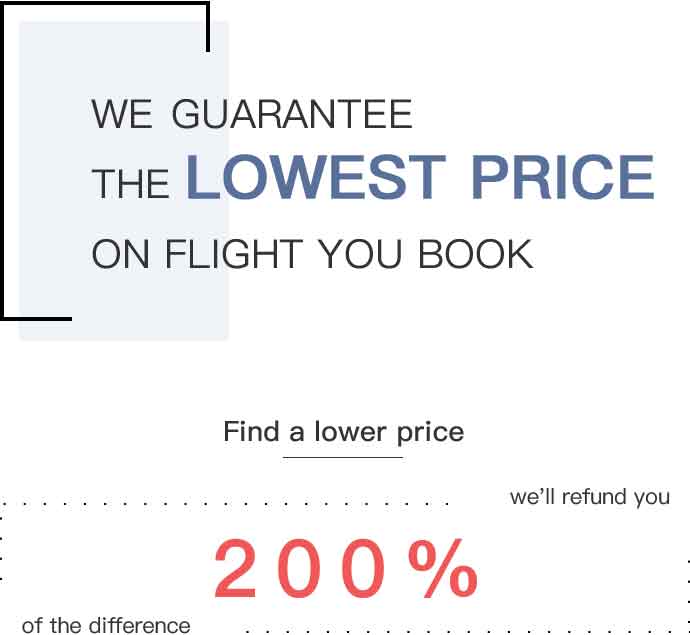 WE GUARANTEE
THE LOWEST PRICE
ON FLIGHT YOU BOOK
Find a lower price
we'll refund you
200%
of the difference